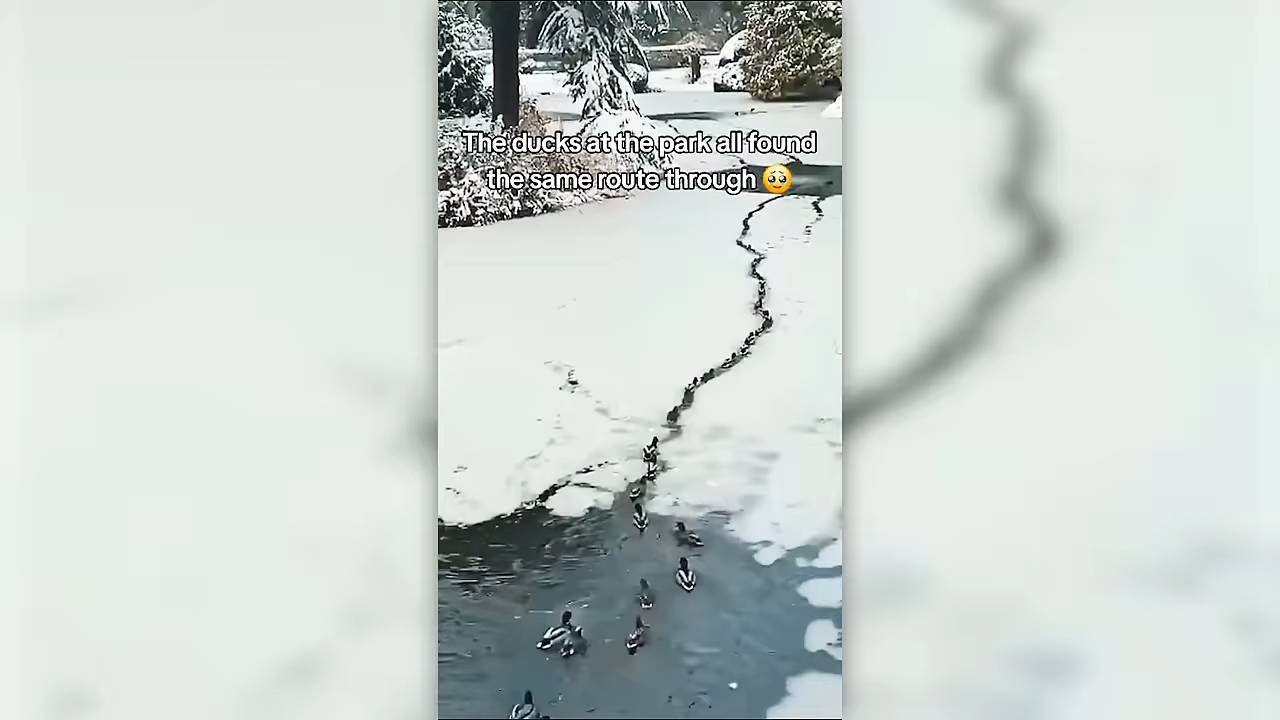 The ducks at the park all found
the same route through 🥹